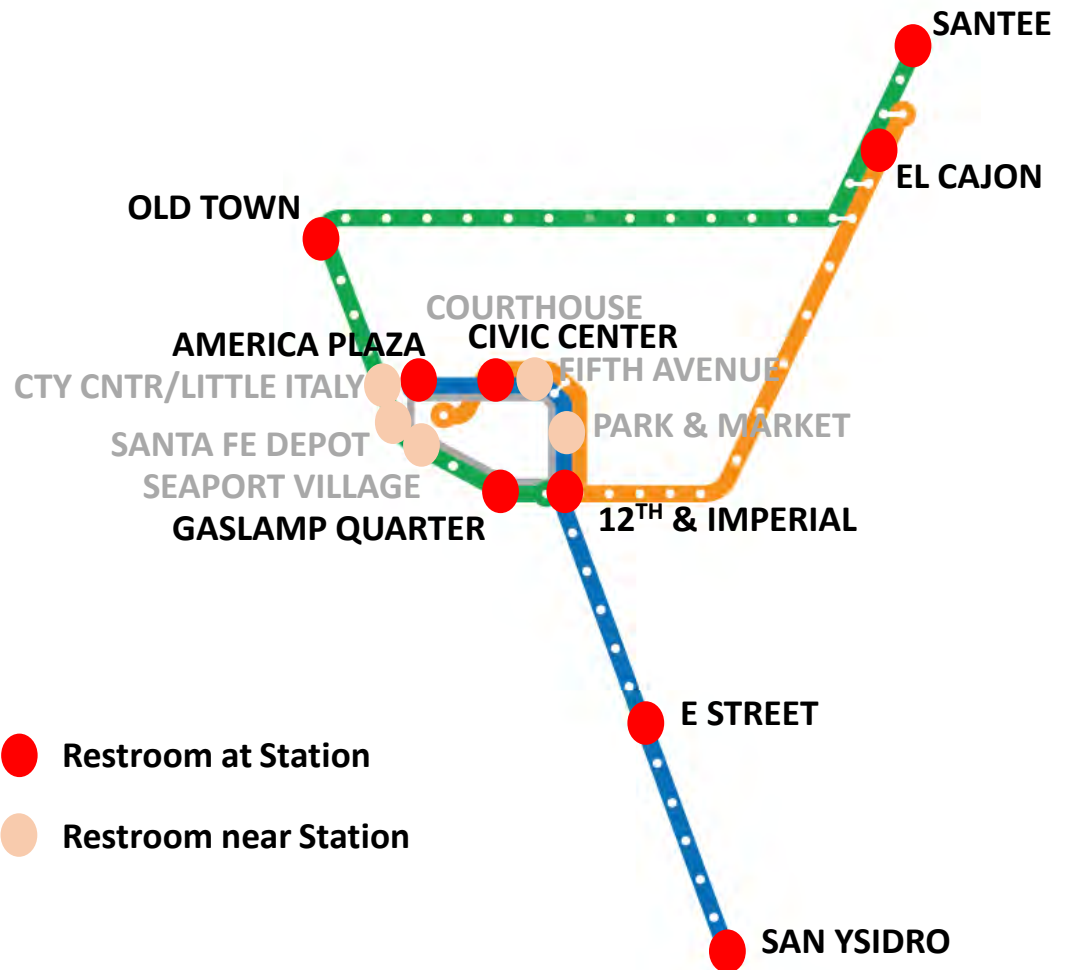 SANTEE
EL CAJON
OLD TOWN
COURTHOUSE
CIVIC CENTER
AMERICA PLAZA
FIFTH AVENUE
CTY CNTR/LITTLE ITALY
PARK & MARKET
SANTA FE DEPOT
SEAPORT VILLAGE
GASLAMP QUARTER
12TH & IMPERIAL
E STREET
Restroom at Station
Restroom near Station
SAN YSIDRO